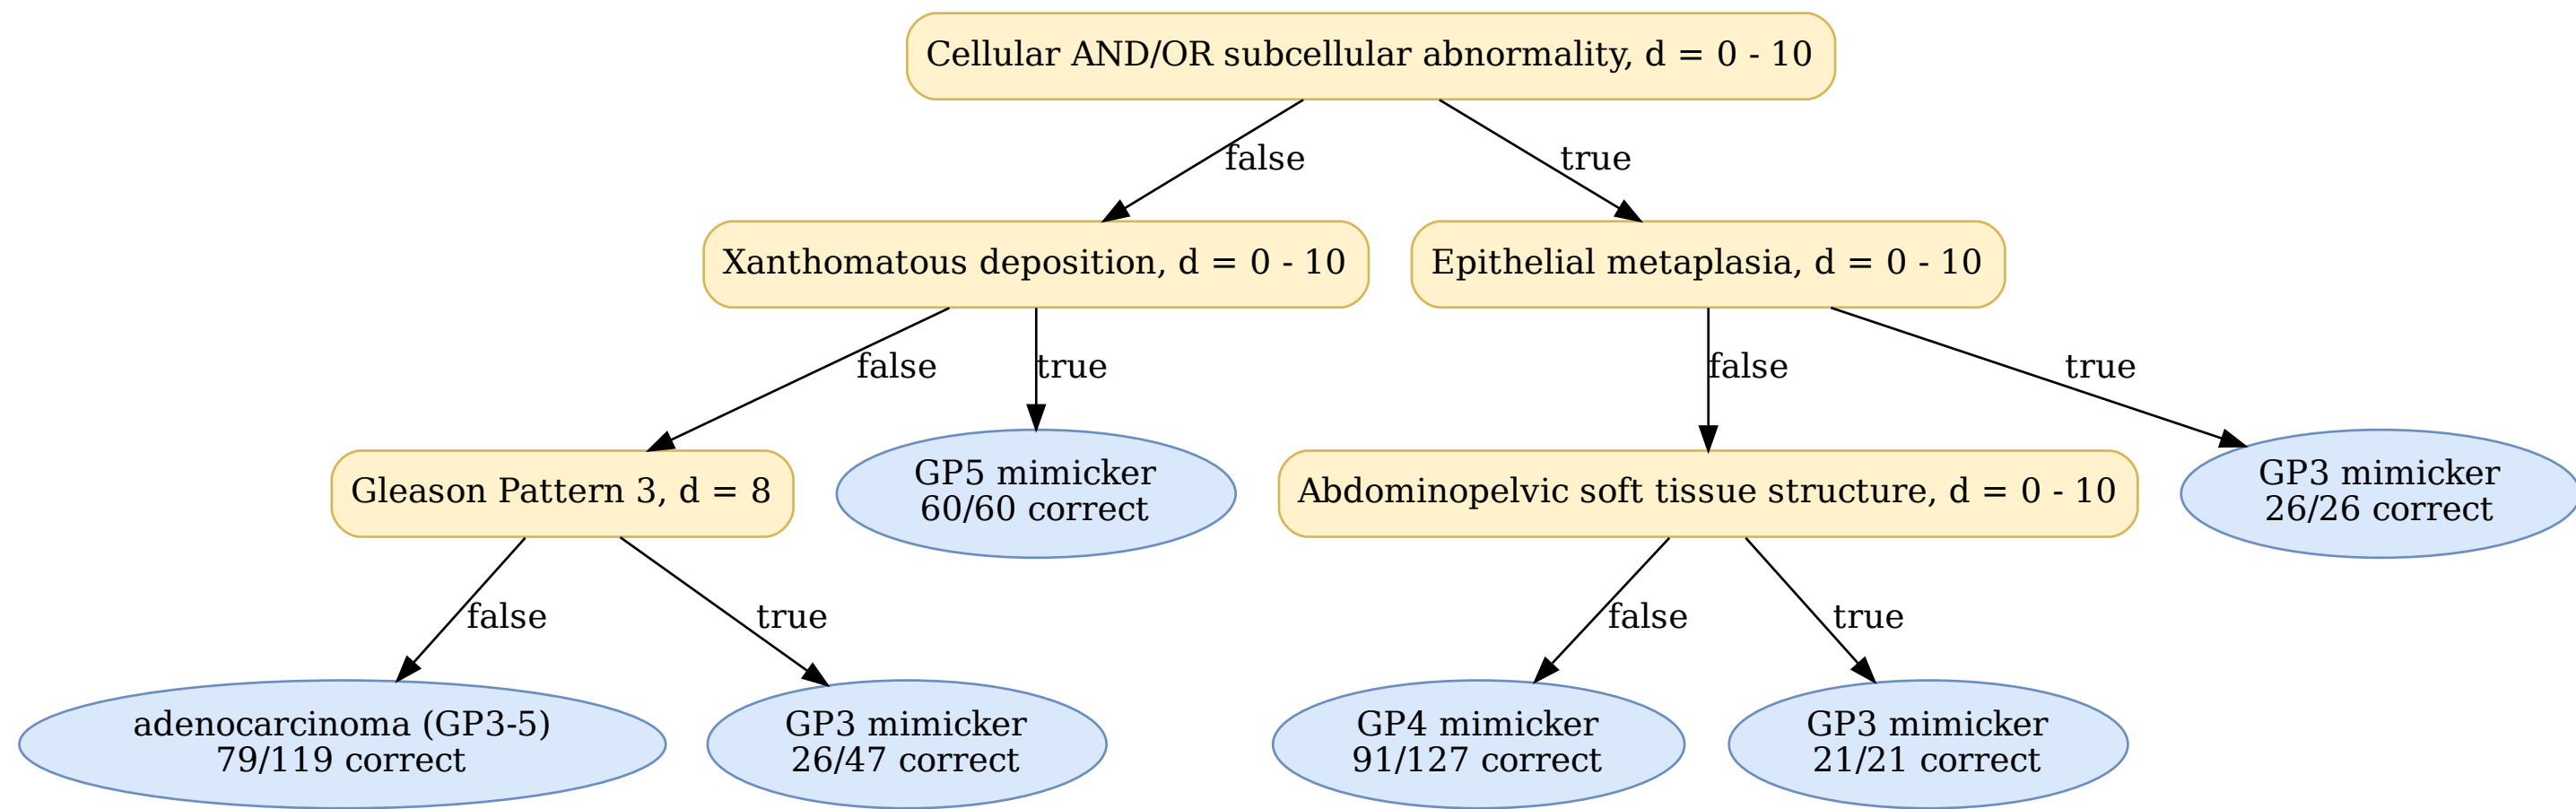 Cellular AND/OR subcellular abnormality, d = 0 - 10
false
true
Xanthomatous deposition, d = 0 - 10
Epithelial metaplasia, d = 0 - 10
false
true
false
true
Gleason Pattern 3, d = 8
GP5 mimicker
60/60 correct
Abdominopelvic soft tissue structure, d = 0 - 10
GP3 mimicker
26/26 correct
false
true
false
true
adenocarcinoma (GP3-5)
79/119 correct
GP3 mimicker
26/47 correct
GP4 mimicker
91/127 correct
GP3 mimicker
21/21 correct